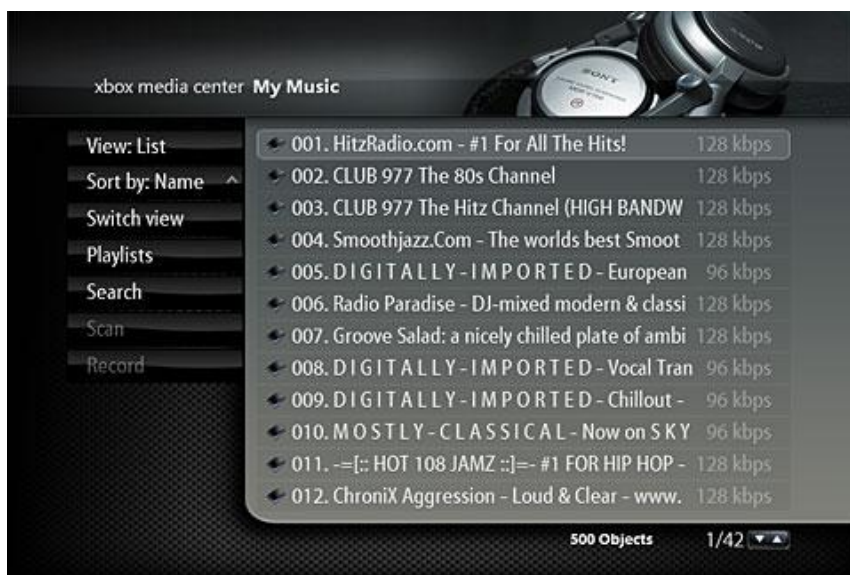 SONY
xbox media center My Music
View: List
Sort by: Name
Switch view
Playlists
Search
Scan
Record
001. HitzRadio.com - #1 For All The Hits! 128 kbps
002. CLUB 977 The 80s Channel 128 kbps
003. CLUB 977 The Hitz Channel (HIGH BANDW 128 kbps
004. Smoothjazz.Com - The worlds best Smoot 128 kbps
005. D I G I T A L L Y - I M P O R T E D - European 96 kbps
006. Radio Paradise - DJ-mixed modern & classi 128 kbps
007. Groove Salad: a nicely chilled plate of ambi 128 kbps
008. D I G I T A L L Y - I M P O R T E D - Vocal Tran 96 kbps
009. D I G I T A L L Y - I M P O R T E D - Chillout - 96 kbps
010. M O S T L Y - C L A S S I C A L - Now on S K Y 96 kbps
011. -=[:: HOT 108 JAMZ ::]=- #1 FOR HIP HOP - 128 kbps
012. ChroniX Aggression - Loud & Clear - www. 128 kbps
500 Objects 1/42